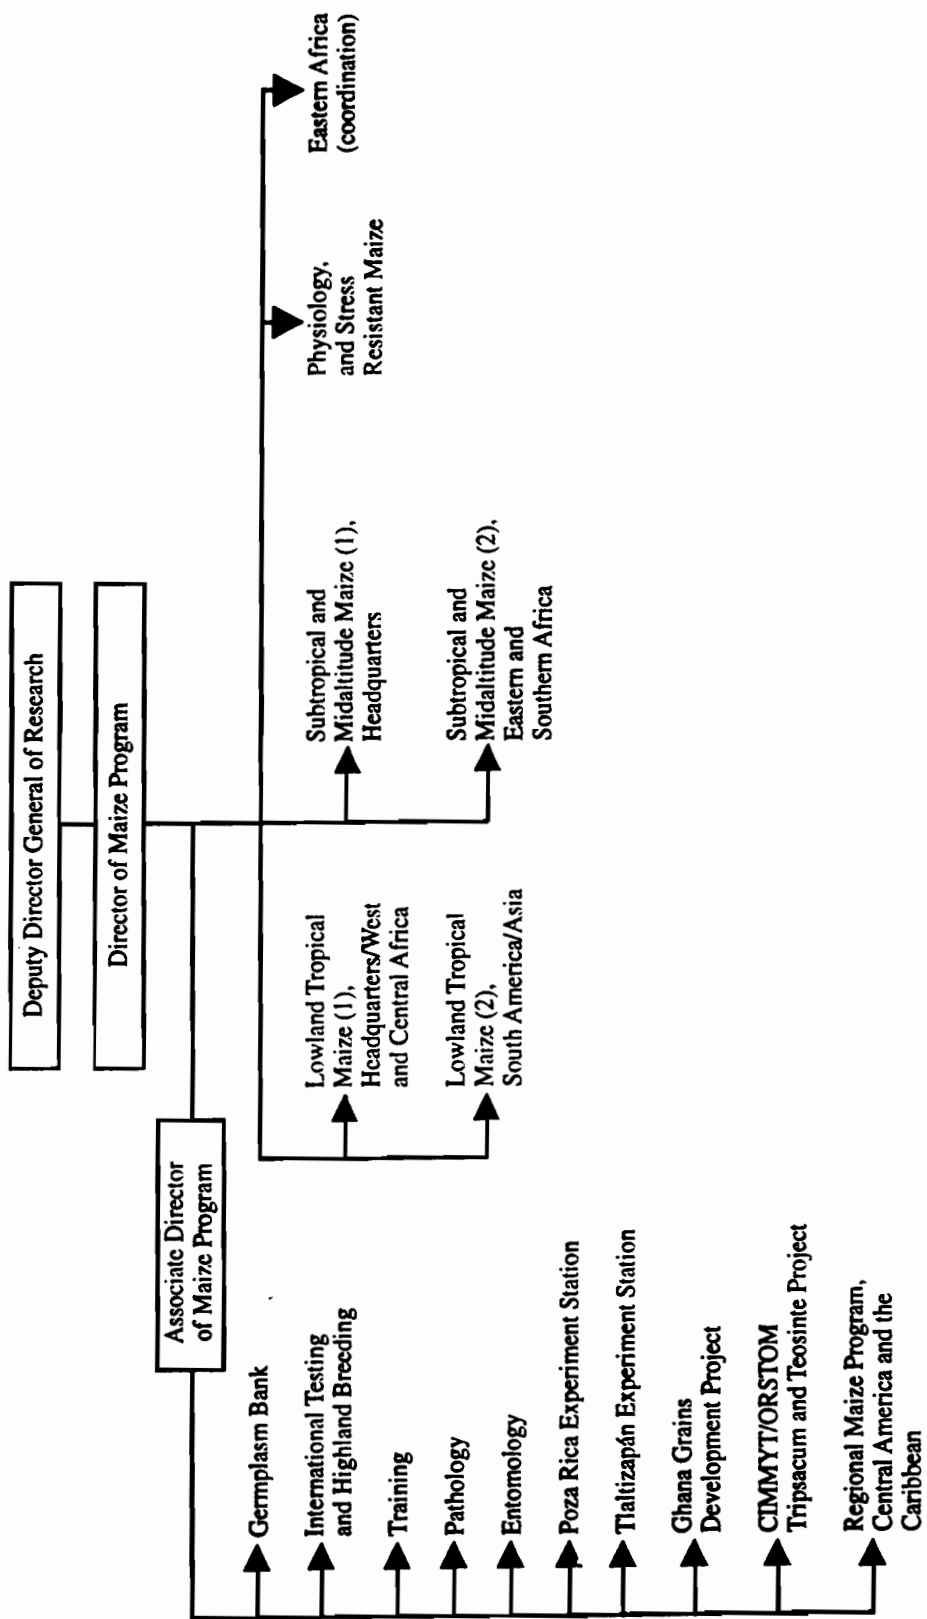 Deputy Director General of Research
Director of Maize Program
Associate Director
of Maize Program
Germplasm Bank
International Testing
and Highland Breeding
Training
Pathology
Entomology
Poza Rica Experiment Station
Tlaltizapán Experiment Station
Ghana Grains
Development Project
CIMMYT/ORSTOM
Tripsacum and Teosinte Project
Regional Maize Program,
Central America and the
Caribbean
Lowland Tropical
Maize (1),
Headquarters/West
and Central Africa
Lowland Tropical
Maize (2),
South America/Asia
Subtropical and
Midaltitude Maize (1),
Headquarters
Subtropical and
Midaltitude Maize (2),
Eastern and
Southern Africa
Physiology,
and Stress
Resistant Maize
Eastern Africa
(coordination)